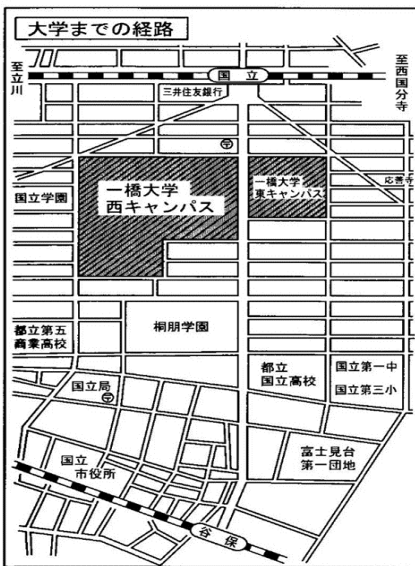 大学までの経路
至立川
国立
至西国分寺
三井住友銀行
〒
一橋大学
西キャンパス
一橋大学
東キャンパス
応善寺
国立学園
都立第五
商業高校
桐朋学園
都立
国立高校
国立第一中
国立第三小
国立局
〒
富士見台
第一団地
国立
市役所
谷保